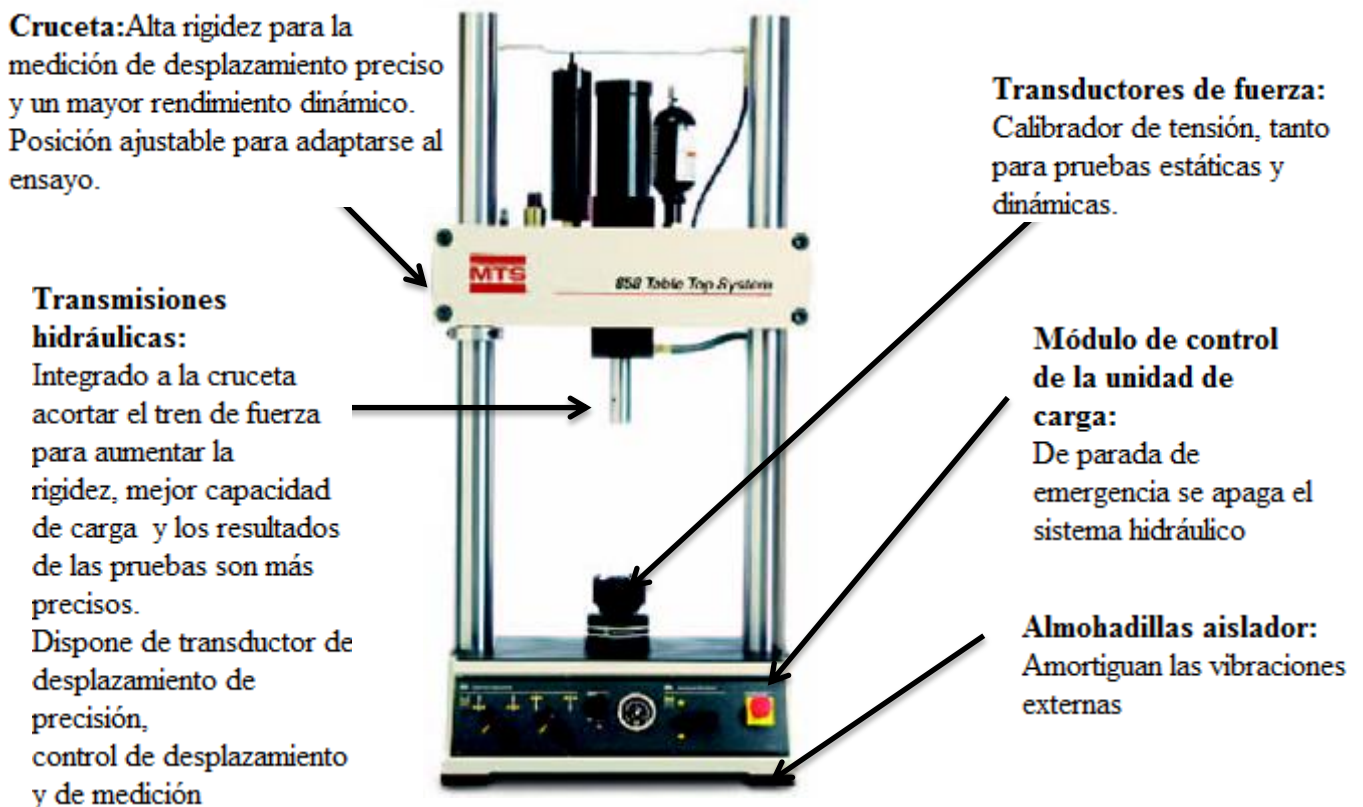 Cruceta:Alta rigidez para la
medición de desplazamiento preciso
y un mayor rendimiento dinámico.
Posición ajustable para adaptarse al
ensayo.
Transmisiones
hidráulicas:
Integrado a la cruceta
acortar el tren de fuerza
para aumentar la
rigidez, mejor capacidad
de carga y los resultados
de las pruebas son más
precisos.
Dispone de transductor de
desplazamiento de
precisión,
control de desplazamiento
y de medición
MTS
858 Table Top System
Transductores de fuerza:
Calibrador de tensión, tanto
para pruebas estáticas y
dinámicas.
Módulo de control
de la unidad de
carga:
De parada de
emergencia se apaga el
sistema hidráulico
Almohadillas aislador:
Amortiguan las vibraciones
externas